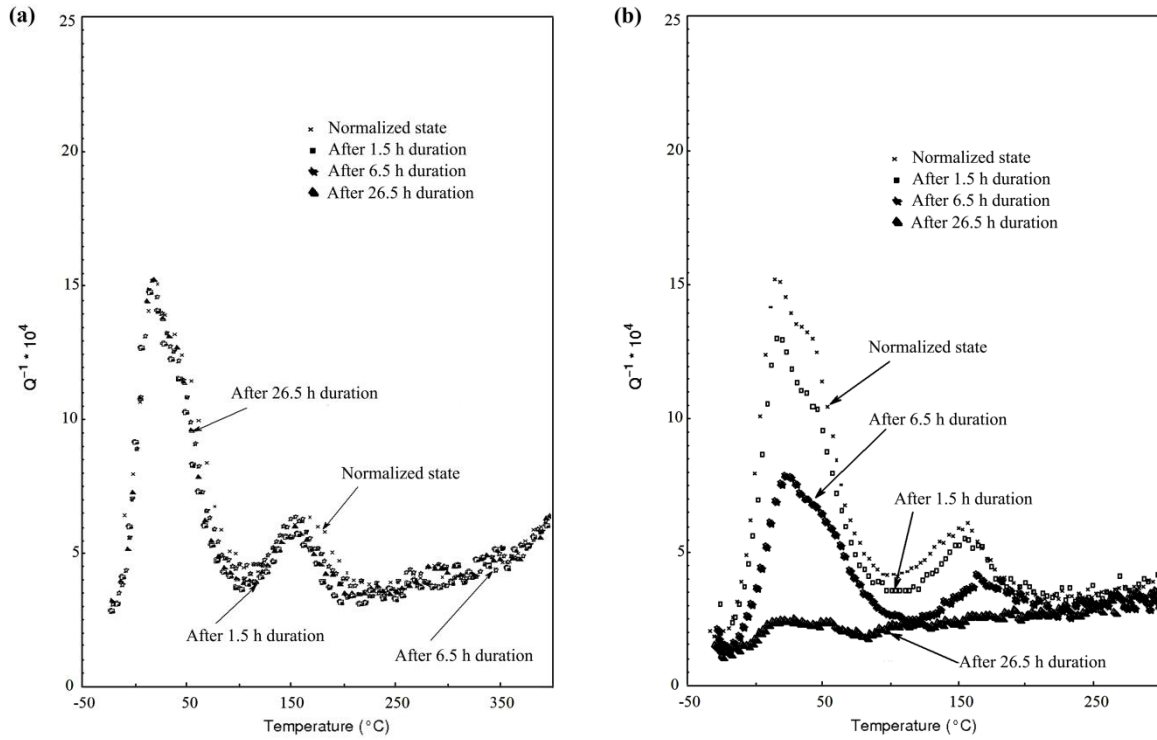 (a)
25
20
15
10
5
0
Q⁻¹ * 10⁴
× Normalized state
After 1.5 h duration
After 6.5 h duration
After 26.5 h duration
After 26.5 h duration
Normalized state
After 1.5 h duration
After 6.5 h duration
-50 50 150 250 350
Temperature (°C)
(b)
25
20
15
10
5
0
Q⁻¹ * 10⁴
× Normalized state
After 1.5 h duration
After 6.5 h duration
After 26.5 h duration
Normalized state
After 6.5 h duration
After 1.5 h duration
After 26.5 h duration
-50 50 150 250
Temperature (°C)